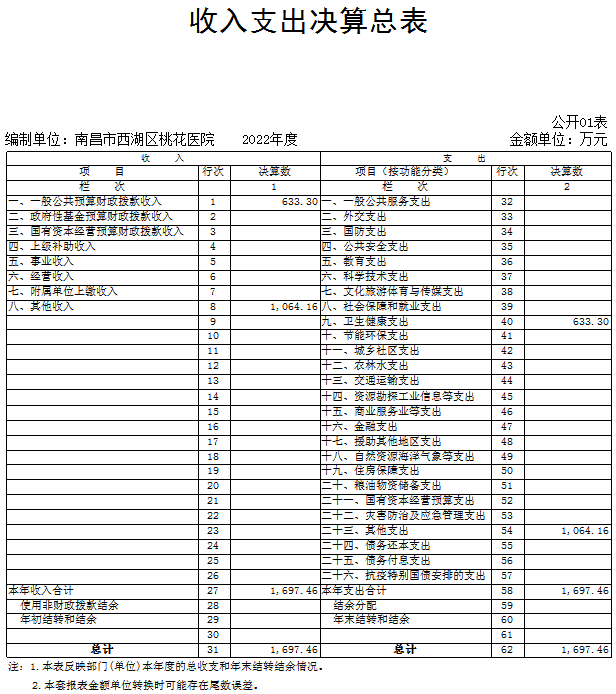 收入支出决算总表
公开01表
编制单位：南昌市西湖区桃花医院 2022年度 金额单位：万元
收 入 支 出
项 目 行次 决算数 项目（按功能分类） 行次 决算数
栏 次 1 栏 次 2
一、一般公共预算财政拨款收入 1 633.30 一、一般公共服务支出 32
二、政府性基金预算财政拨款收入 2 二、外交支出 33
三、国有资本经营预算财政拨款收入 3 三、国防支出 34
四、上级补助收入 4 四、公共安全支出 35
五、事业收入 5 五、教育支出 36
六、经营收入 6 六、科学技术支出 37
七、附属单位上缴收入 7 七、文化旅游体育与传媒支出 38
八、其他收入 8 1,064.16 八、社会保障和就业支出 39
9 九、卫生健康支出 40 633.30
10 十、节能环保支出 41
11 十一、城乡社区支出 42
12 十二、农林水支出 43
13 十三、交通运输支出 44
14 十四、资源勘探工业信息等支出 45
15 十五、商业服务业等支出 46
16 十六、金融支出 47
17 十七、援助其他地区支出 48
18 十八、自然资源海洋气象等支出 49
19 十九、住房保障支出 50
20 二十、粮油物资储备支出 51
21 二十一、国有资本经营预算支出 52
22 二十二、灾害防治及应急管理支出 53
23 二十三、其他支出 54 1,064.16
24 二十四、债务还本支出 55
25 二十五、债务付息支出 56
26 二十六、抗疫特别国债安排的支出 57
本年收入合计 27 1,697.46 本年支出合计 58 1,697.46
使用非财政拨款结余 28 结余分配 59
年初结转和结余 29 年末结转和结余 60
30 61
总计 31 1,697.46 总计 62 1,697.46
注：1.本表反映部门(单位)本年度的总收支和年末结转结余情况。
2.本套报表金额单位转换时可能存在尾数误差。